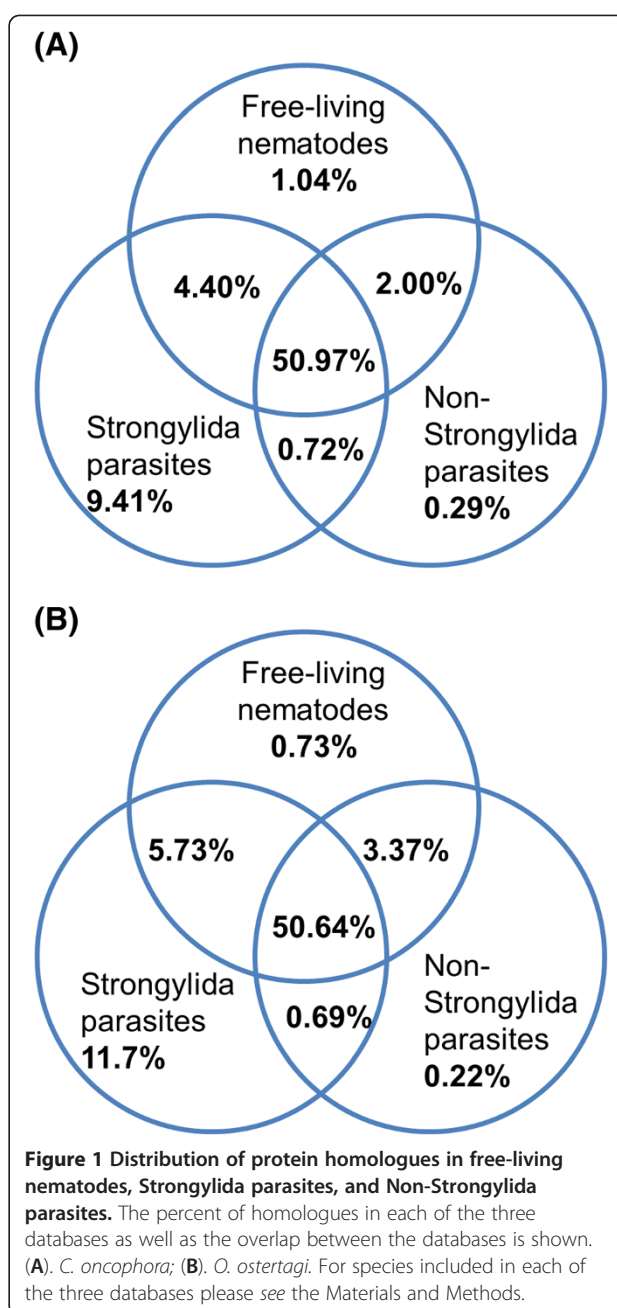 (A)
Free-living
nematodes
1.04%
4.40%
2.00%
50.97%
Strongylida
parasites
9.41%
0.72%
Non-
Strongylida
parasites
0.29%
(B)
Free-living
nematodes
0.73%
5.73%
3.37%
50.64%
Strongylida
parasites
11.7%
0.69%
Non-
Strongylida
parasites
0.22%
Figure 1 Distribution of protein homologues in free-living
nematodes, Strongylida parasites, and Non-Strongylida
parasites. The percent of homologues in each of the three
databases as well as the overlap between the databases is shown.
(A). C. oncophora; (B). O. ostertagi. For species included in each of
the three databases please see the Materials and Methods.